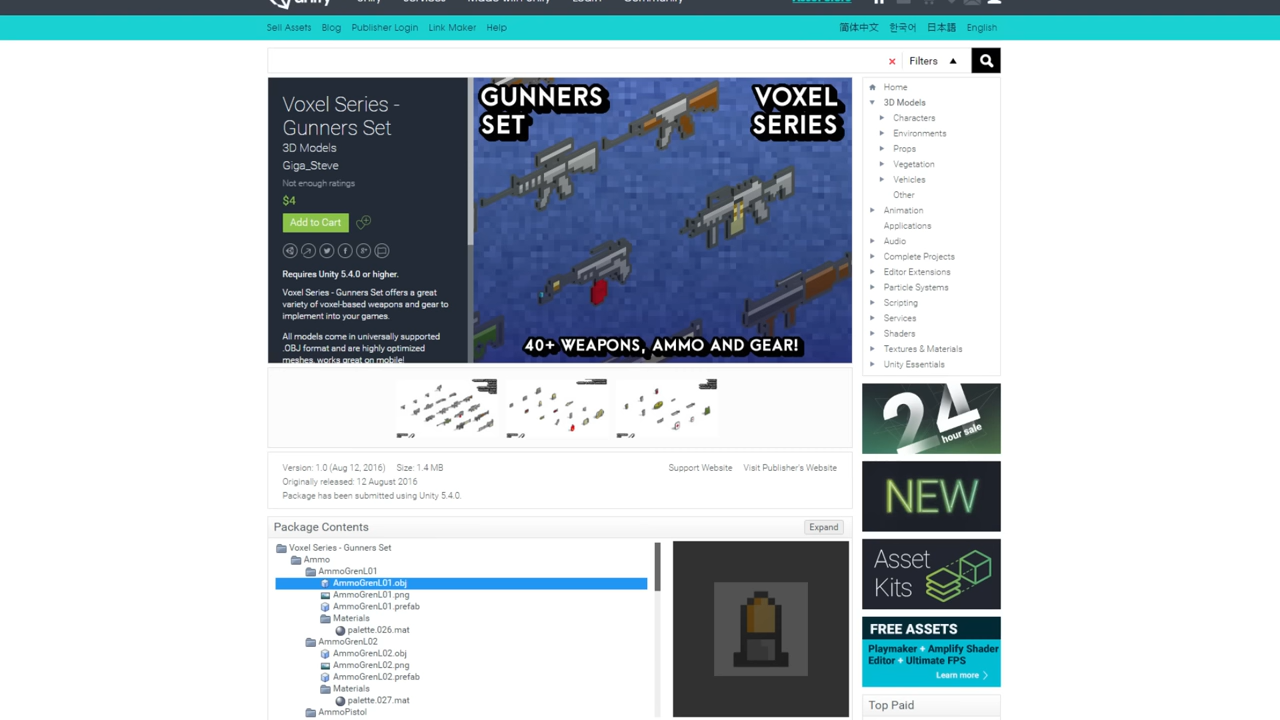 Sell Assets Blog Publisher Login Link Maker Help
简体中文 한국어 日本語 English
Filters
Voxel Series -
Gunners Set
3D Models
Giga_Steve
Not enough ratings
$4
Add to Cart
Requires Unity 5.4.0 or higher.
Voxel Series - Gunners Set offers a great
variety of voxel-based weapons and gear to
implement into your games.
All models come in universally supported
.OBJ format and are highly optimized
meshes, works great on mobile!
GUNNERS
SET
VOXEL
SERIES
40+ WEAPONS, AMMO AND GEAR!
Home
3D Models
Characters
Environments
Props
Vegetation
Vehicles
Other
Animation
Applications
Audio
Complete Projects
Editor Extensions
Particle Systems
Scripting
Services
Shaders
Textures & Materials
Unity Essentials
24
hour sale
NEW
Asset
Kits
FREE ASSETS
Playmaker + Amplify Shader
Editor + Ultimate FPS
Learn more
Top Paid
Version: 1.0 (Aug 12, 2016) Size: 1.4 MB
Support Website Visit Publisher's Website
Originally released: 12 August 2016
Package has been submitted using Unity 5.4.0.
Package Contents
Expand
Voxel Series - Gunners Set
Ammo
AmmoGrenL01
AmmoGrenL01.obj
AmmoGrenL01.png
AmmoGrenL01.prefab
Materials
palette.026.mat
AmmoGrenL02
AmmoGrenL02.obj
AmmoGrenL02.png
AmmoGrenL02.prefab
Materials
palette.027.mat
AmmoPistol